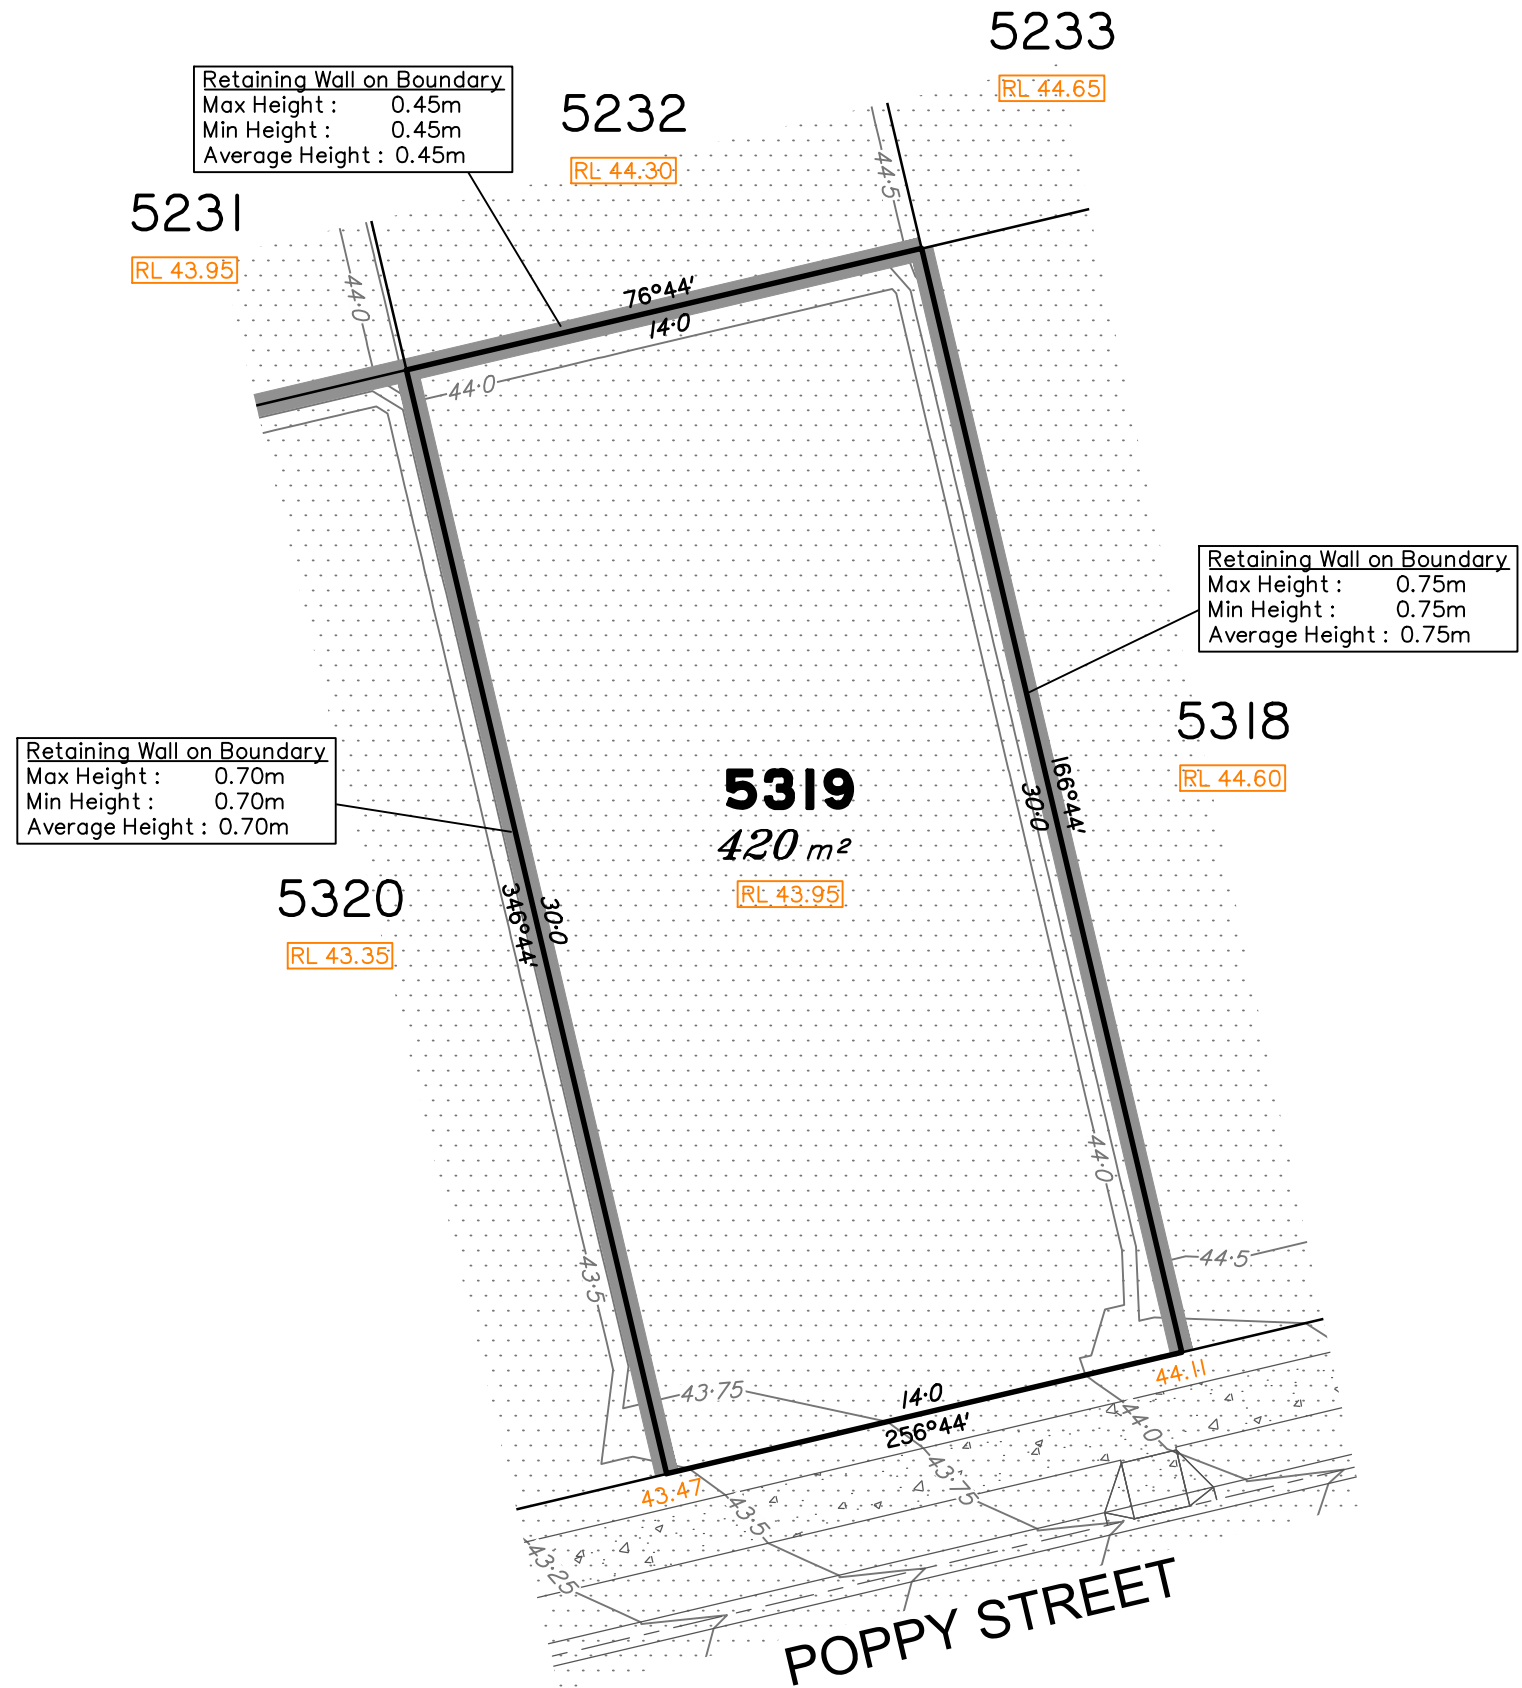 5233
RL 44.65
Retaining Wall on Boundary
Max Height : 0.45m
Min Height : 0.45m
Average Height : 0.45m
5232
RL 44.30
5231
RL 43.95
44·5
44·0
76°44'
14·0
44·0
Retaining Wall on Boundary
Max Height : 0.75m
Min Height : 0.75m
Average Height : 0.75m
5318
RL 44.60
166°44'
30·0
Retaining Wall on Boundary
Max Height : 0.70m
Min Height : 0.70m
Average Height : 0.70m
5319
420 m²
RL 43.95
5320
RL 43.35
346°44'
30·0
44·0
44·5
43·5
43·75
14·0
256°44'
44.11
44·0
43.47
43·5
43·75
43·25
POPPY STREET